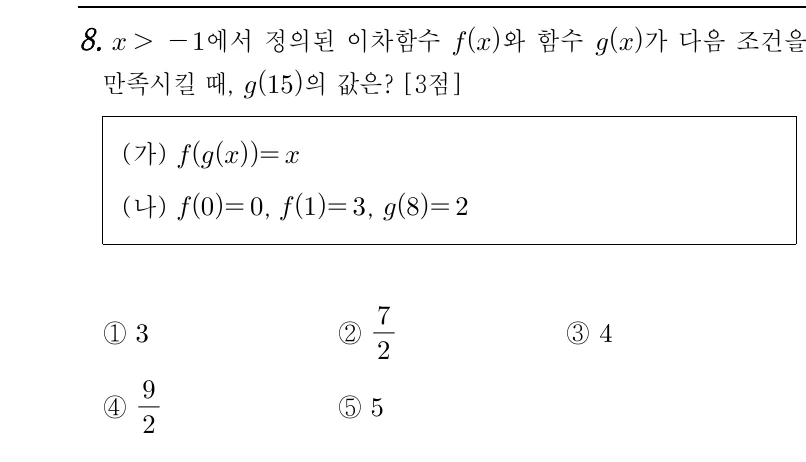 8. x > -1에서 정의된 이차함수 f(x)와 함수 g(x)가 다음 조건을
만족시킬 때, g(15)의 값은? [3점]
(가) f(g(x))=x
(나) f(0)=0, f(1)=3, g(8)=2
① 3 ② 7/2 ③ 4
④ 9/2 ⑤ 5